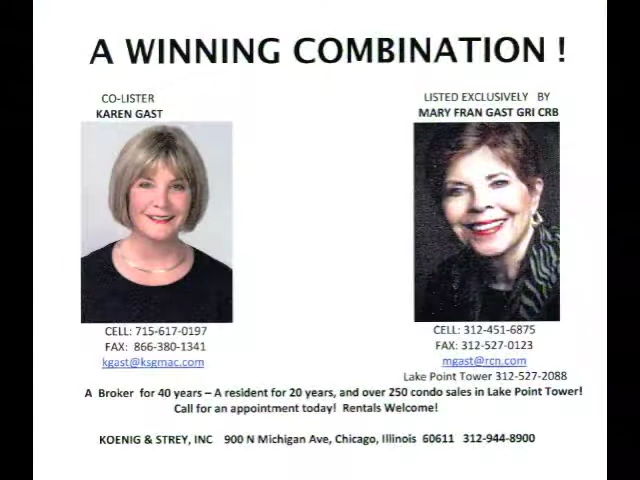 A WINNING COMBINATION !
CO-LISTER
KAREN GAST
LISTED EXCLUSIVELY BY
MARY FRAN GAST GRI CRB
CELL: 715-617-0197
FAX: 866-380-1341
kgast@ksgmac.com
CELL: 312-451-6875
FAX: 312-527-0123
mgast@rcn.com
Lake Point Tower 312-527-2088
A Broker for 40 years – A resident for 20 years, and over 250 condo sales in Lake Point Tower!
Call for an appointment today! Rentals Welcome!
KOENIG & STREY, INC 900 N Michigan Ave, Chicago, Illinois 60611 312-944-8900